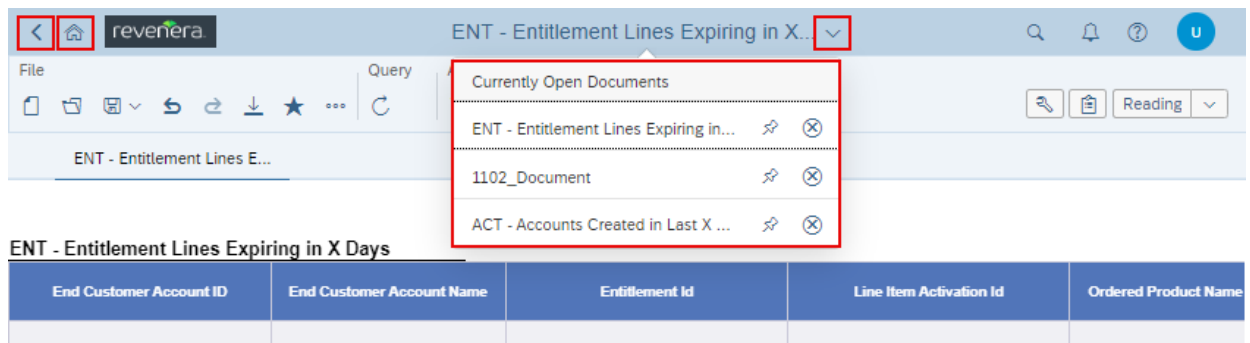 revenera.
ENT - Entitlement Lines Expiring in X...
U
File
Query
Reading
Currently Open Documents
ENT - Entitlement Lines Expiring in...
1102_Document
ACT - Accounts Created in Last X ...
ENT - Entitlement Lines E...
ENT - Entitlement Lines Expiring in X Days
End Customer Account ID
End Customer Account Name
Entitlement Id
Line Item Activation Id
Ordered Product Name